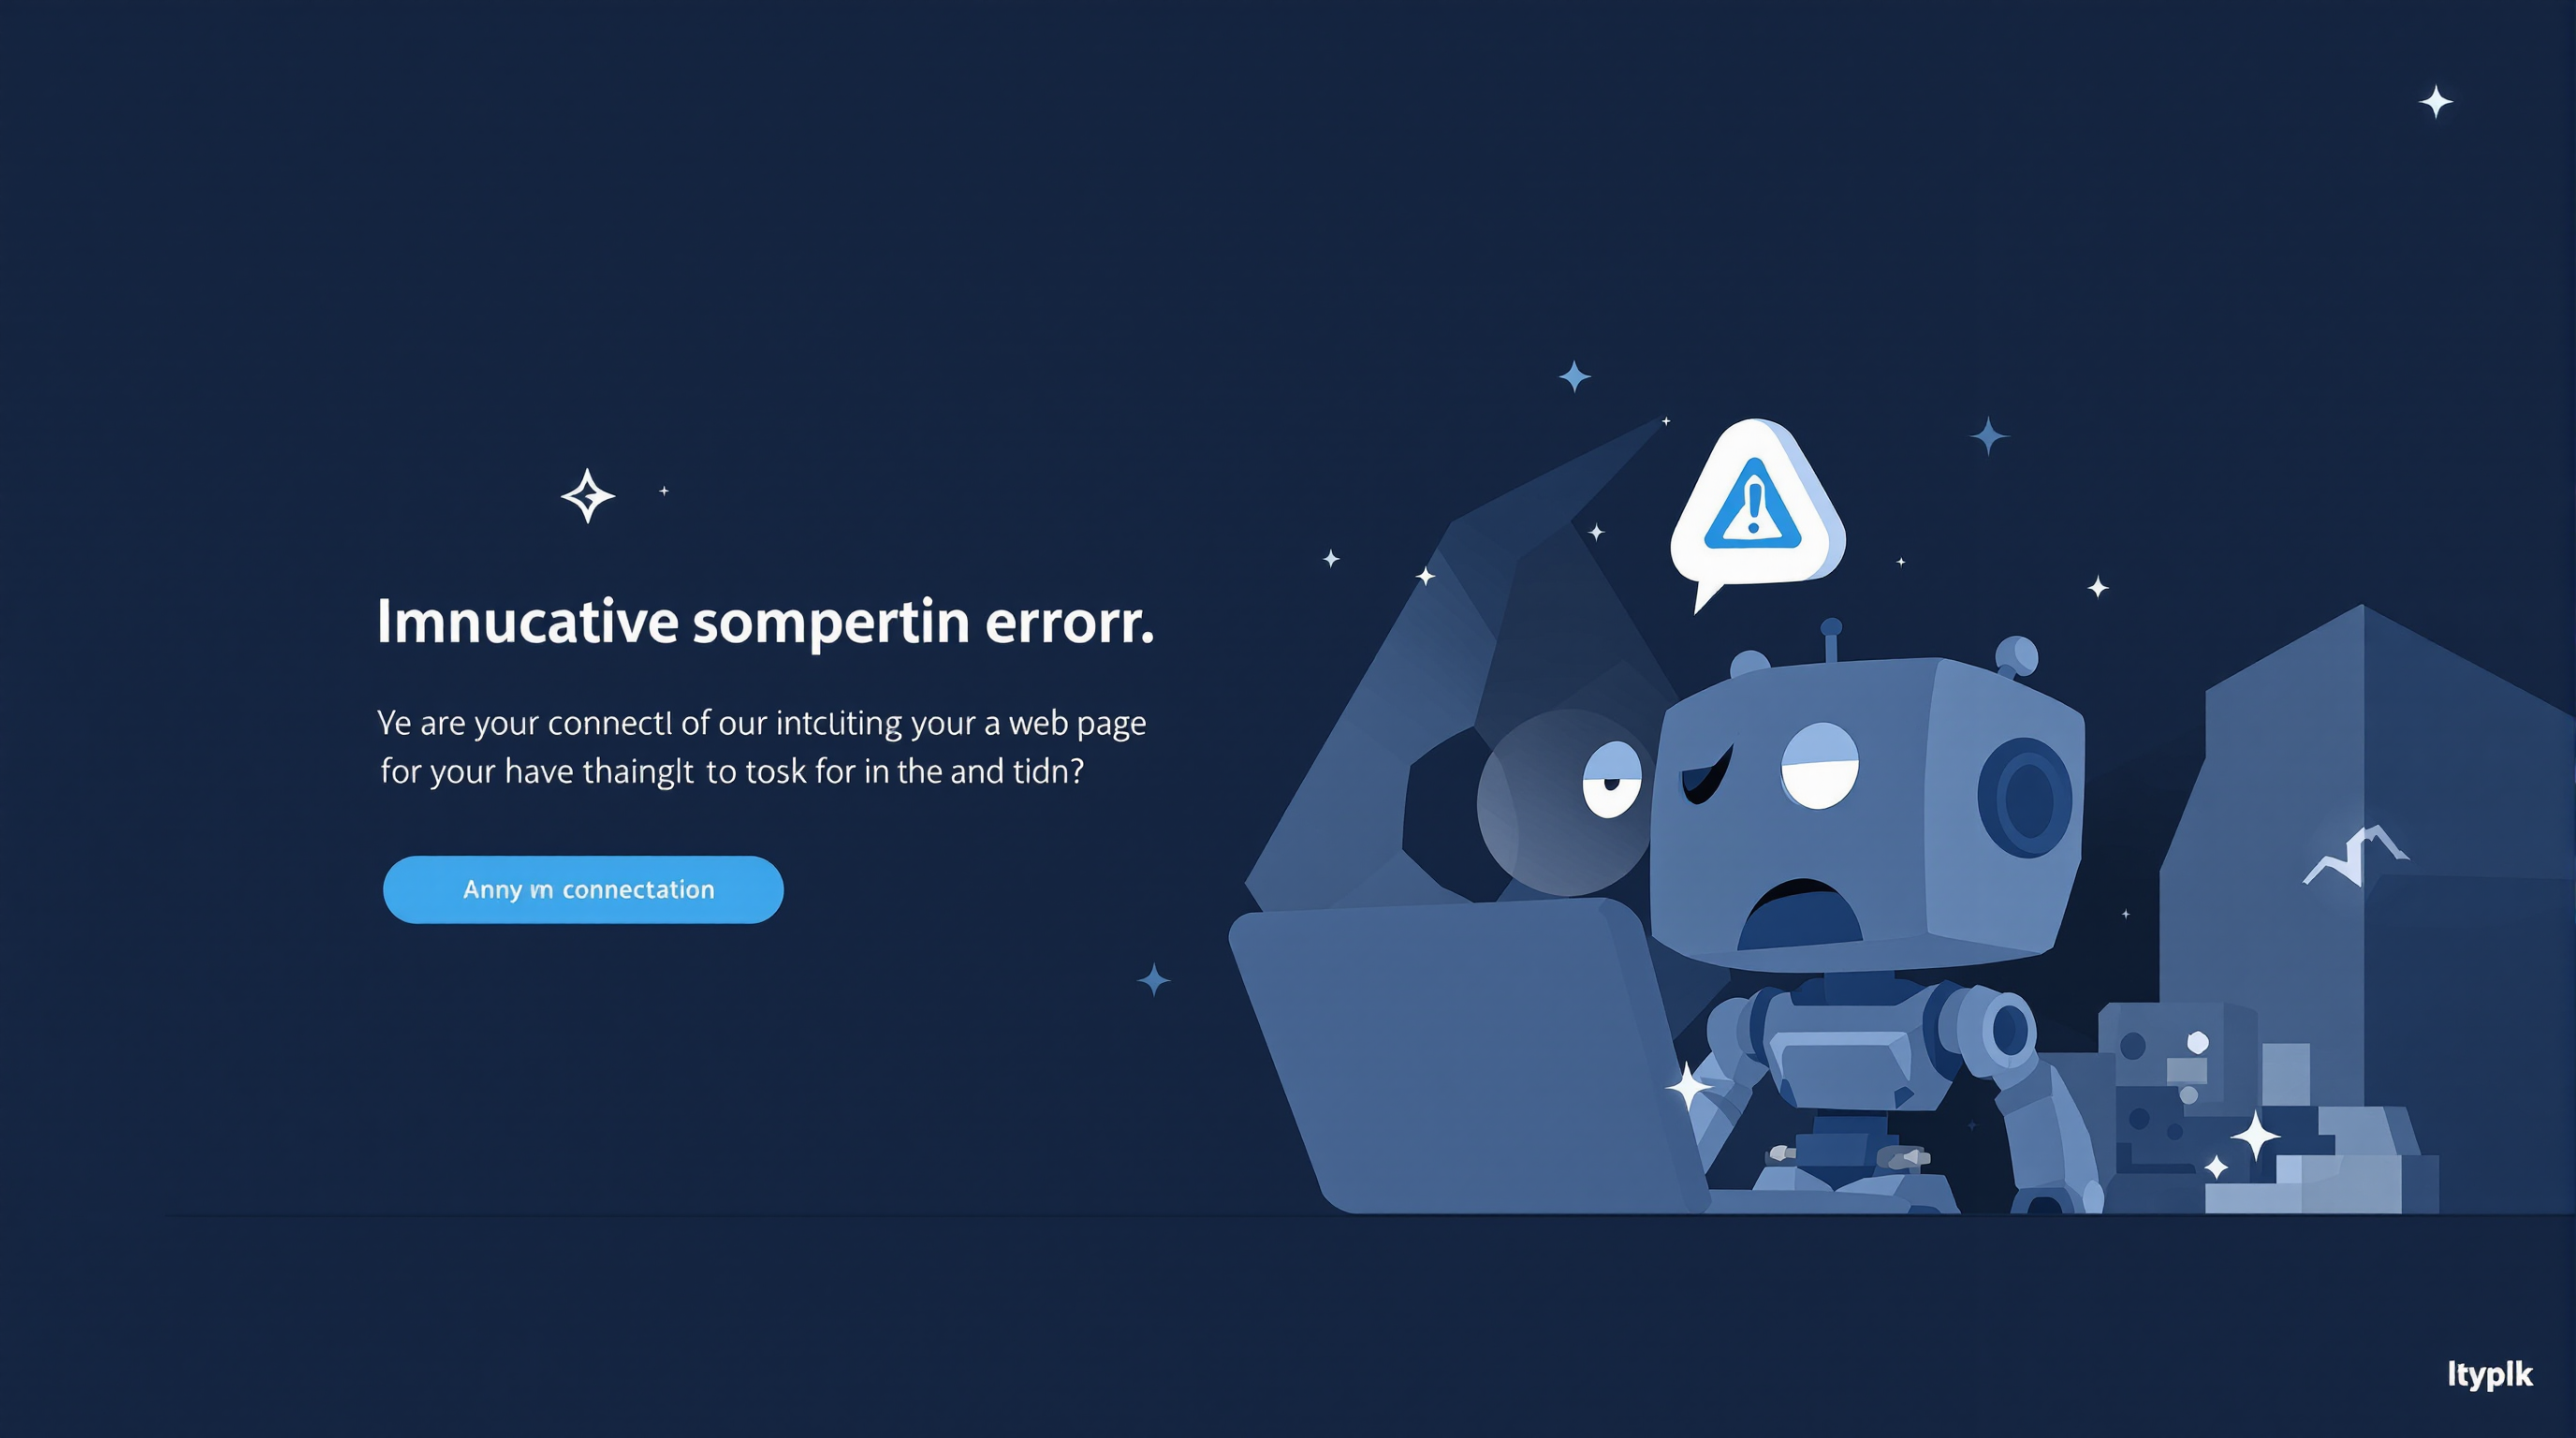 Imnucative sompertin errorr.
Ye are your connectl of our intcliting your a web page
for your have thainglt to tosk for in the and tidn?
Anny m connectation
ltyplk